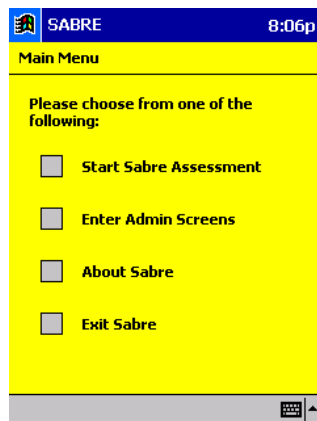 SABRE 8:06p
Main Menu
Please choose from one of the
following:
Start Sabre Assessment
Enter Admin Screens
About Sabre
Exit Sabre